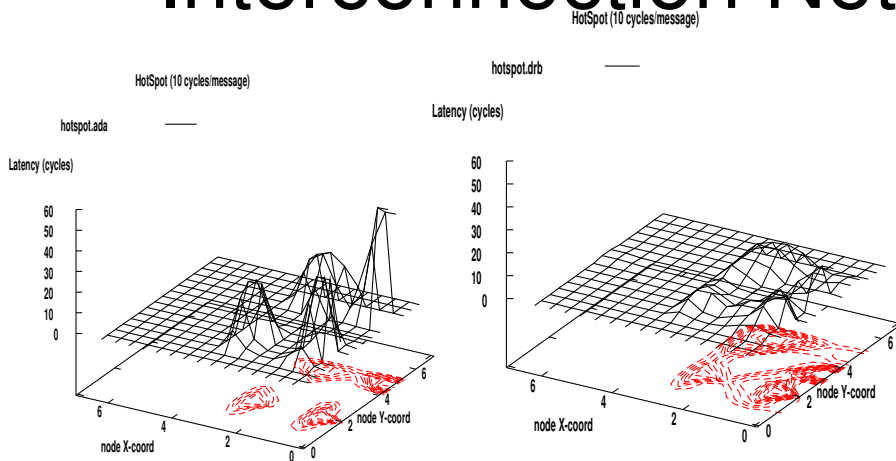 Interconnection Net
HotSpot (10 cycles/message)
hotspot.ada
Latency (cycles)
60
50
40
30
20
10
0
6
4
2
0
node X-coord
0
2
4
6
node Y-coord
HotSpot (10 cycles/message)
hotspot.drb
Latency (cycles)
60
50
40
30
20
10
0
6
4
2
0
node X-coord
0
2
4
6
node Y-coord